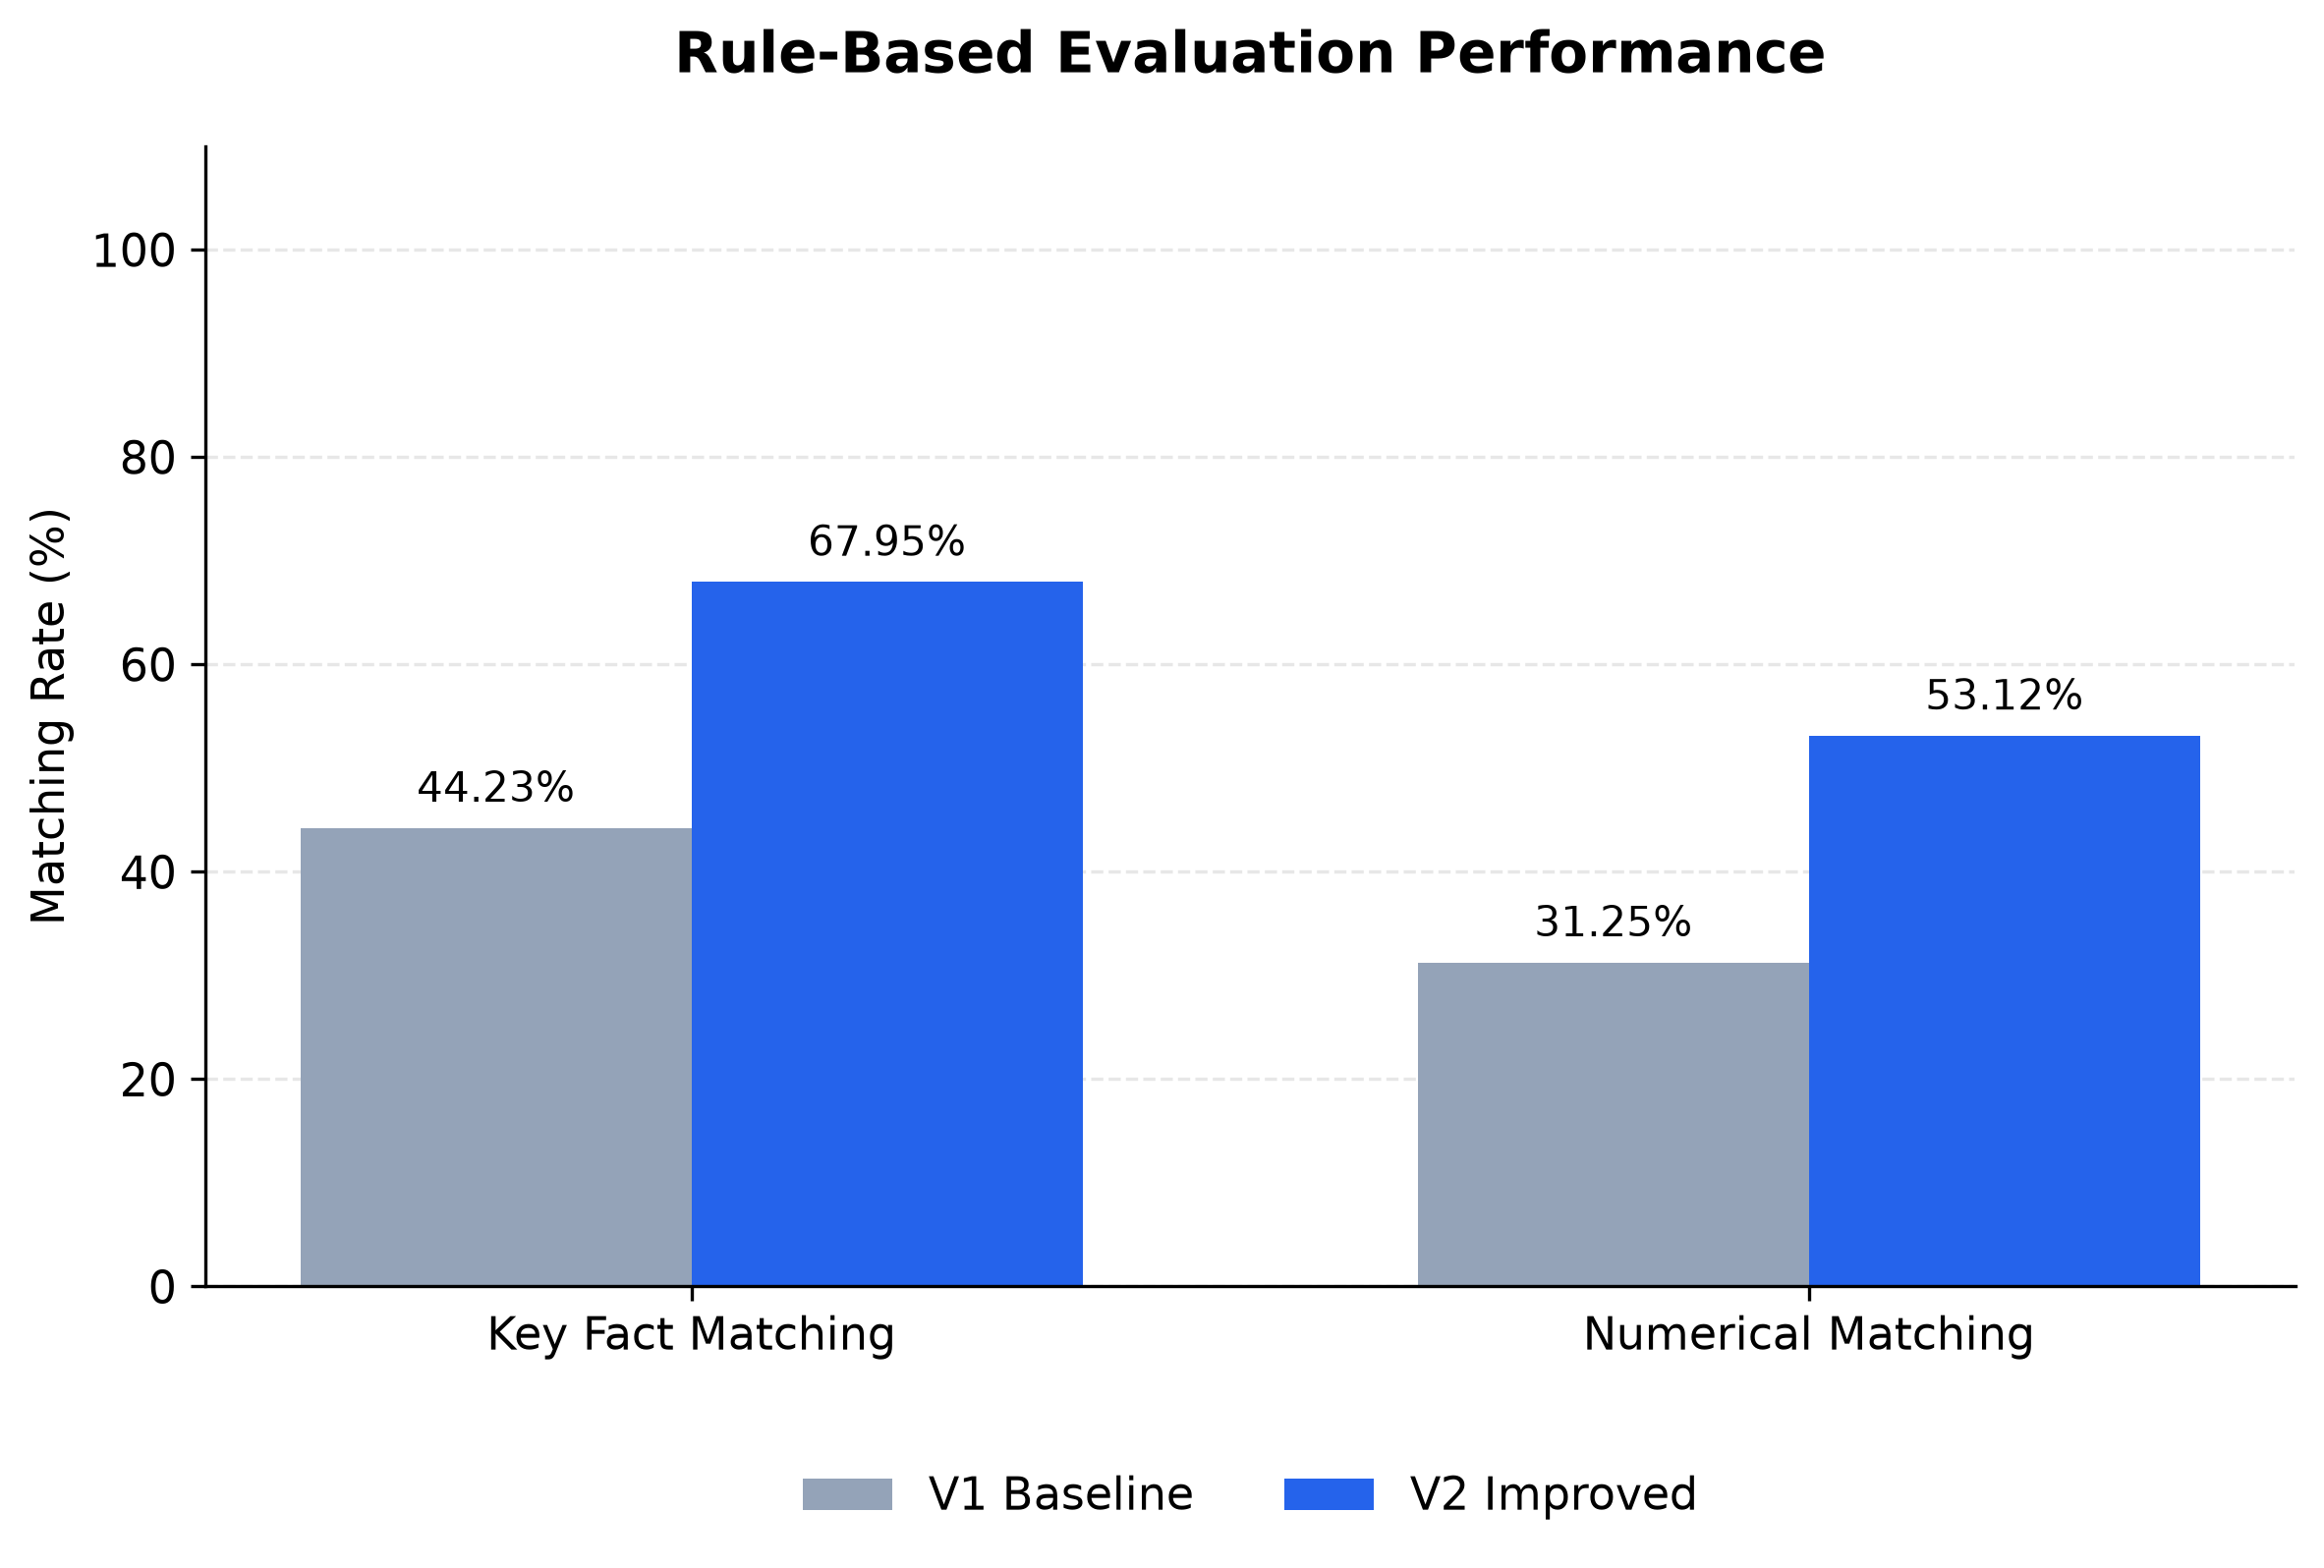 Rule-Based Evaluation Performance
Matching Rate (%)
100
80
60
40
20
0
44.23%
67.95%
31.25%
53.12%
Key Fact Matching
Numerical Matching
V1 Baseline
V2 Improved